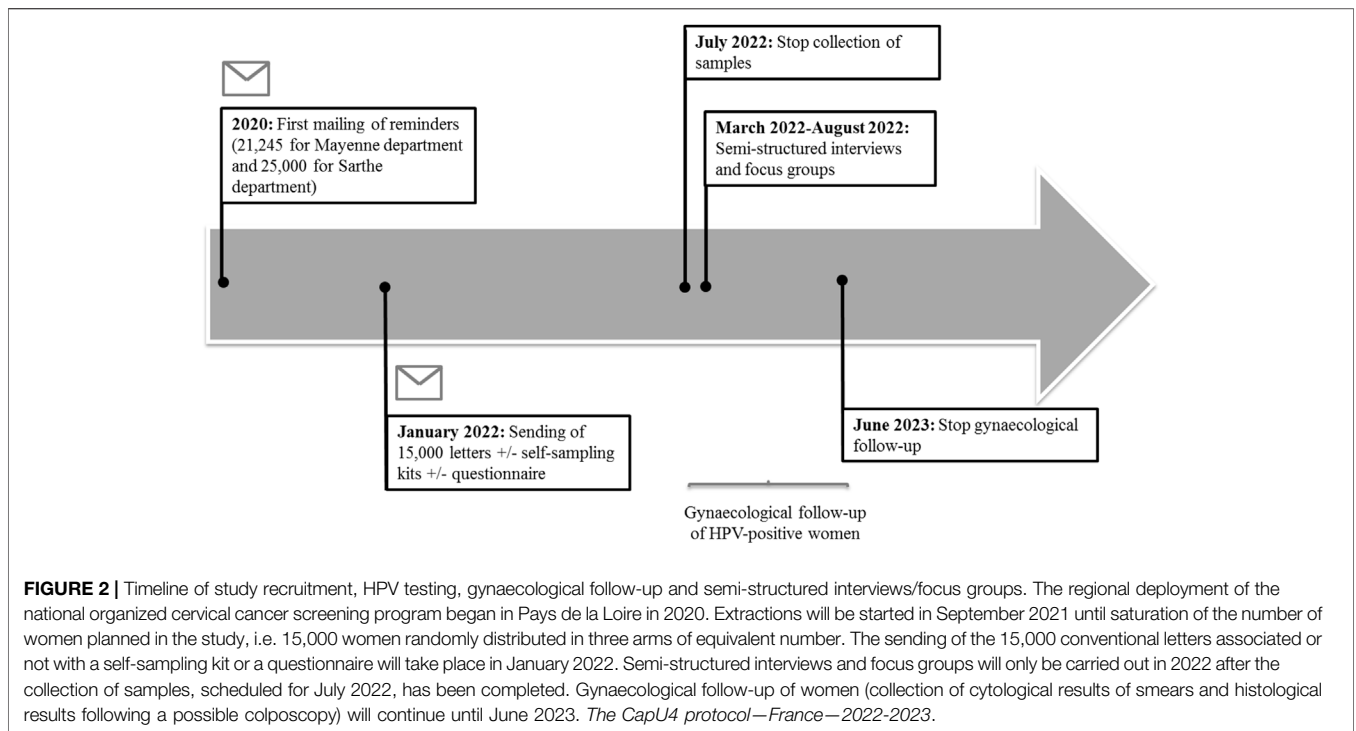 July 2022: Stop collection of
samples
2020: First mailing of reminders
(21,245 for Mayenne department
and 25,000 for Sarthe
department)
March 2022-August 2022:
Semi-structured interviews
and focus groups
January 2022: Sending of
15,000 letters +/- self-sampling
kits +/- questionnaire
June 2023: Stop gynaecological
follow-up
Gynaecological follow-up
of HPV-positive women
FIGURE 2 | Timeline of study recruitment, HPV testing, gynaecological follow-up and semi-structured interviews/focus groups. The regional deployment of the
national organized cervical cancer screening program began in Pays de la Loire in 2020. Extractions will be started in September 2021 until saturation of the number of
women planned in the study, i.e. 15,000 women randomly distributed in three arms of equivalent number. The sending of the 15,000 conventional letters associated or
not with a self-sampling kit or a questionnaire will take place in January 2022. Semi-structured interviews and focus groups will only be carried out in 2022 after the
collection of samples, scheduled for July 2022, has been completed. Gynaecological follow-up of women (collection of cytological results of smears and histological
results following a possible colposcopy) will continue until June 2023. The CapU4 protocol—France—2022-2023.